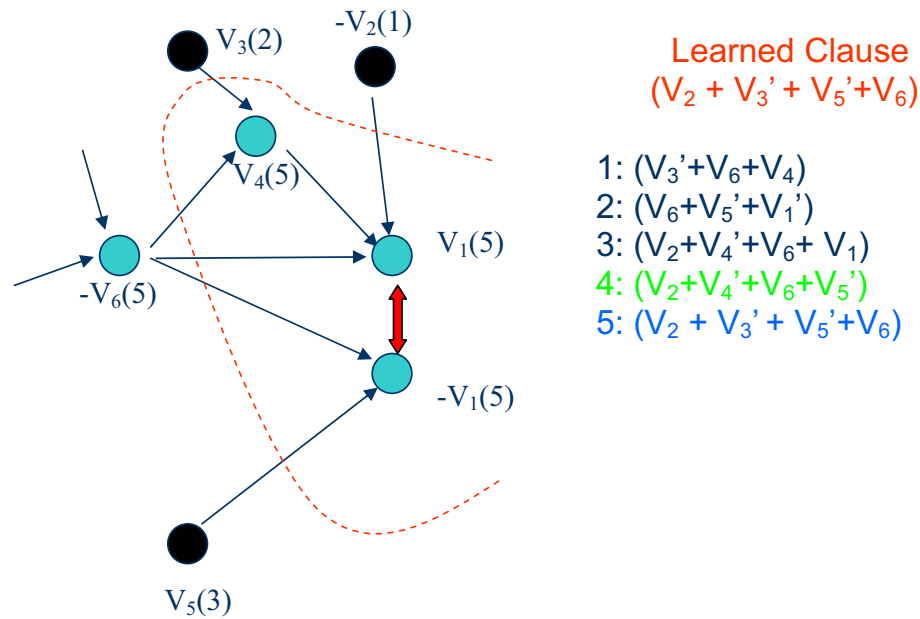 V₃(2)
-V₂(1)
V₄(5)
-V₆(5)
V₁(5)
-V₁(5)
V₅(3)
Learned Clause
(V₂ + V₃’ + V₅’+V₆)
1: (V₃’+V₆+V₄)
2: (V₆+V₅’+V₁’)
3: (V₂+V₄’+V₆+ V₁)
4: (V₂+V₄’+V₆+V₅’)
5: (V₂ + V₃’ + V₅’+V₆)